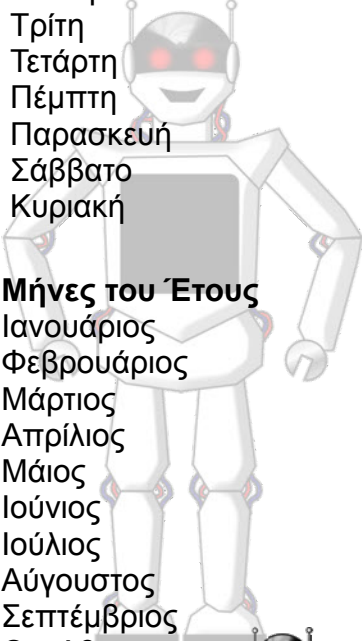 Τρίτη
Τετάρτη
Πέμπτη
Παρασκευή
Σάββατο
Κυριακή
Μήνες του Έτους
Ιανουάριος
Φεβρουάριος
Μάρτιος
Απρίλιος
Μάιος
Ιούνιος
Ιούλιος
Αύγουστος
Σεπτέμβριος